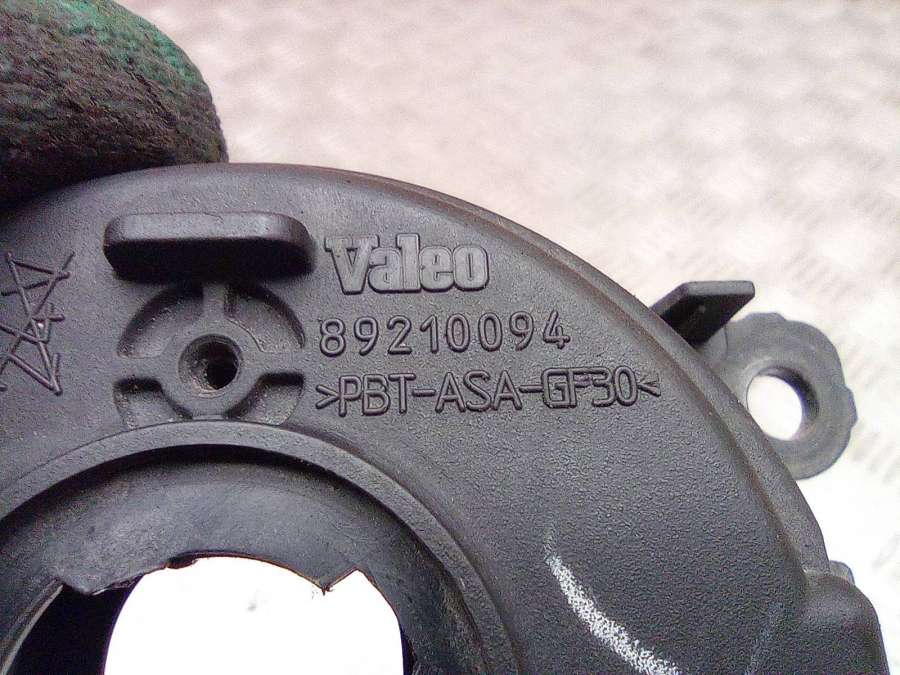 Valeo
89210094
>PBT-ASA-GF30<